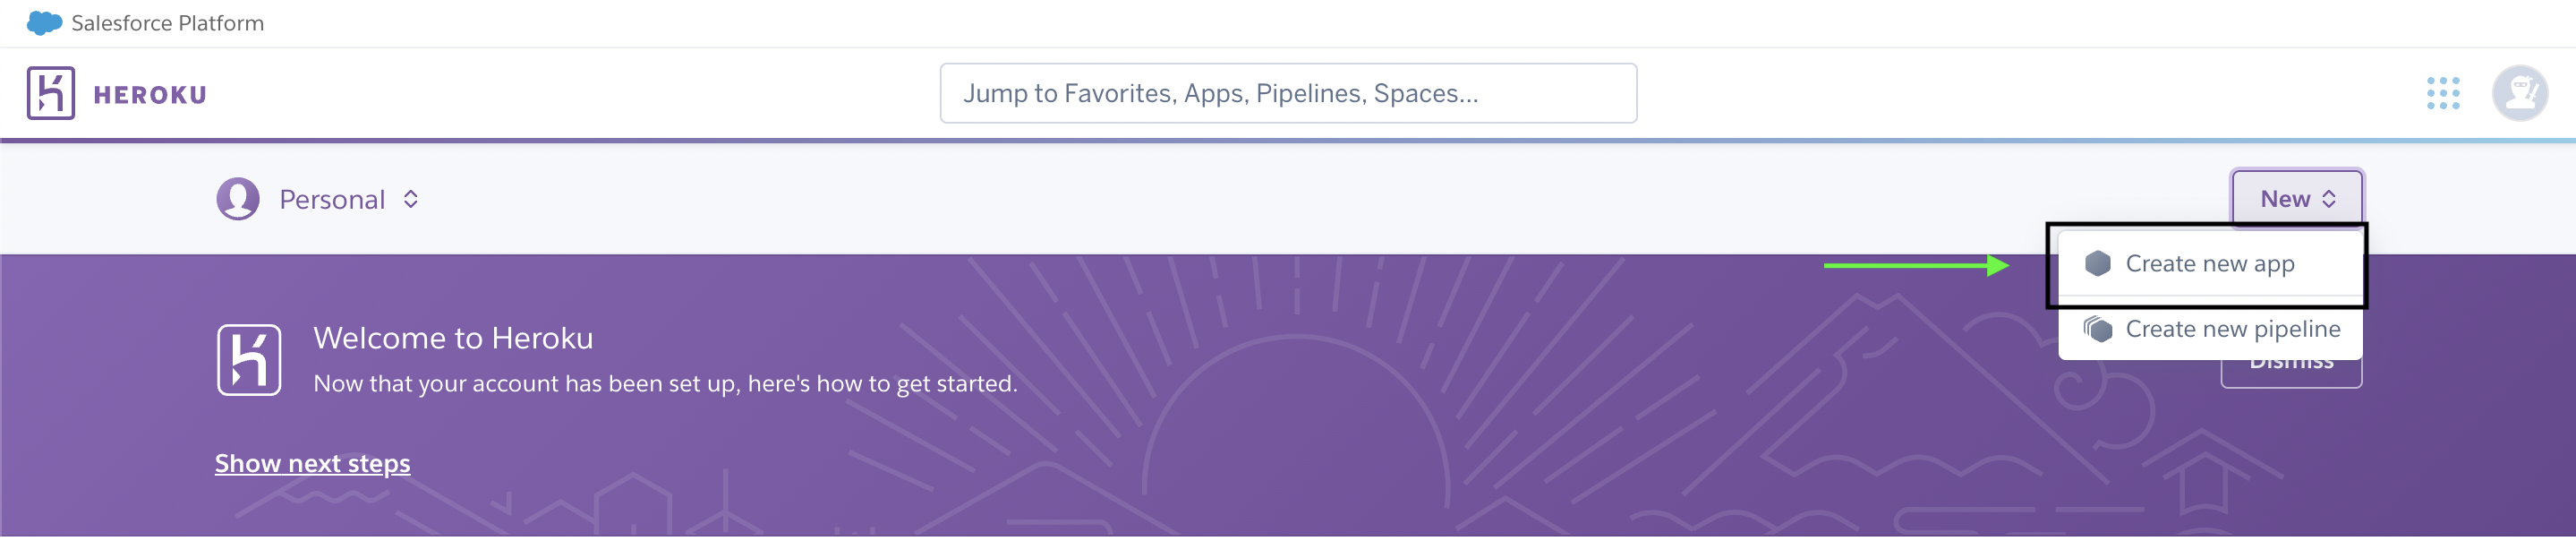 Salesforce Platform
HEROKU
Jump to Favorites, Apps, Pipelines, Spaces...
Personal
New
Create new app
Create new pipeline
Dismiss
Welcome to Heroku
Now that your account has been set up, here's how to get started.
Show next steps